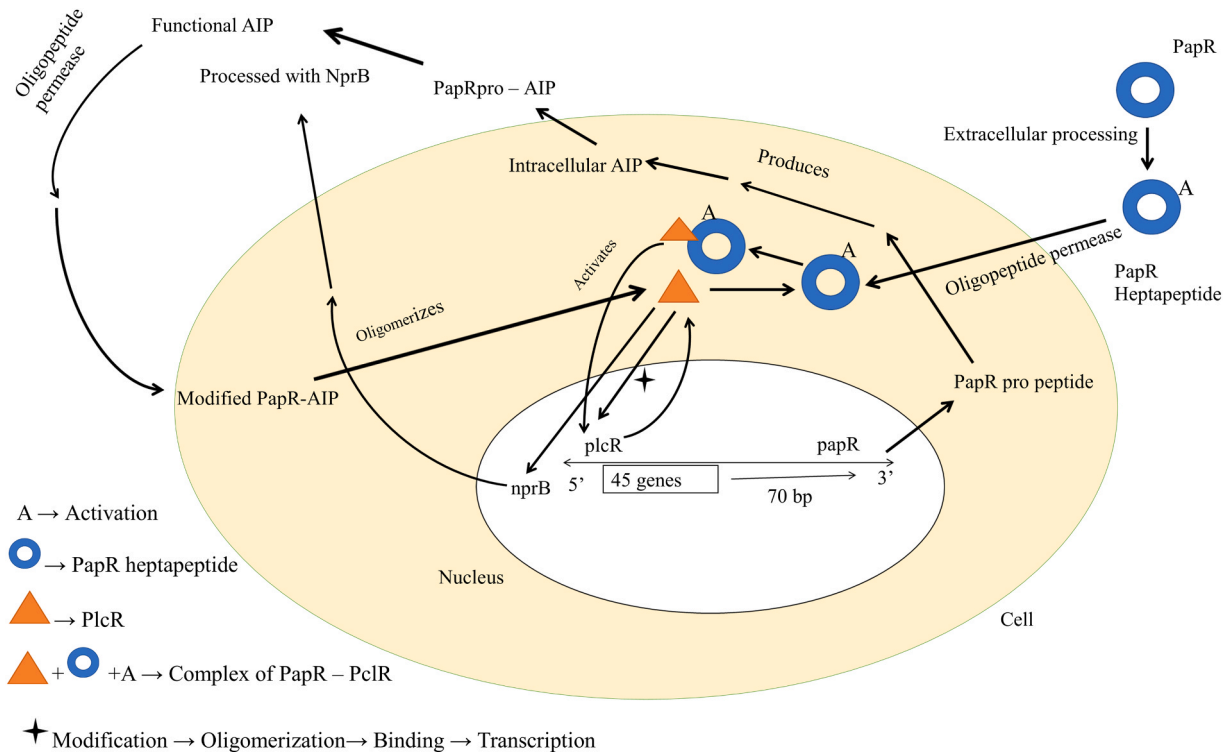 Functional AIP
Oligopeptide
permease
Processed with NprB
PapRpro – AIP
PapR
Extracellular processing
A
PapR
Heptapeptide
Oligopeptide permease
Intracellular AIP
Produces
A
A
Activates
Oligomerizes
Modified PapR-AIP
PapR pro peptide
plcR
papR
nprB
5’
45 genes
70 bp
3’
Nucleus
Cell
A → Activation
→ PapR heptapeptide
→ PlcR
+ +A → Complex of PapR – PclR
Modification → Oligomerization→ Binding → Transcription